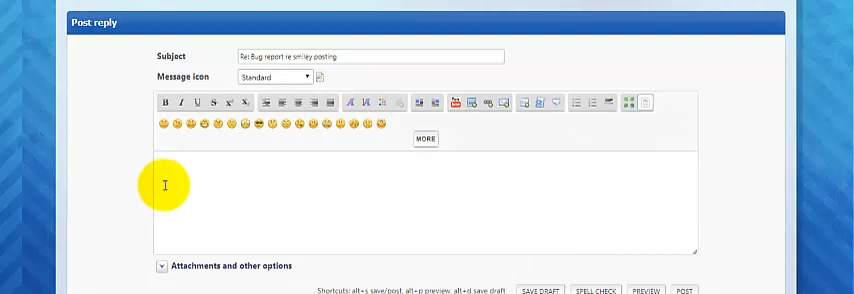 Post reply
Subject
Re: Bug report re smiley posting
Message icon
Standard
B I U S X² X₂
MORE
Attachments and other options
Shortcuts: alt+s save/post, alt+p preview, alt+d save draft
SAVE DRAFT
SPELL CHECK
PREVIEW
POST